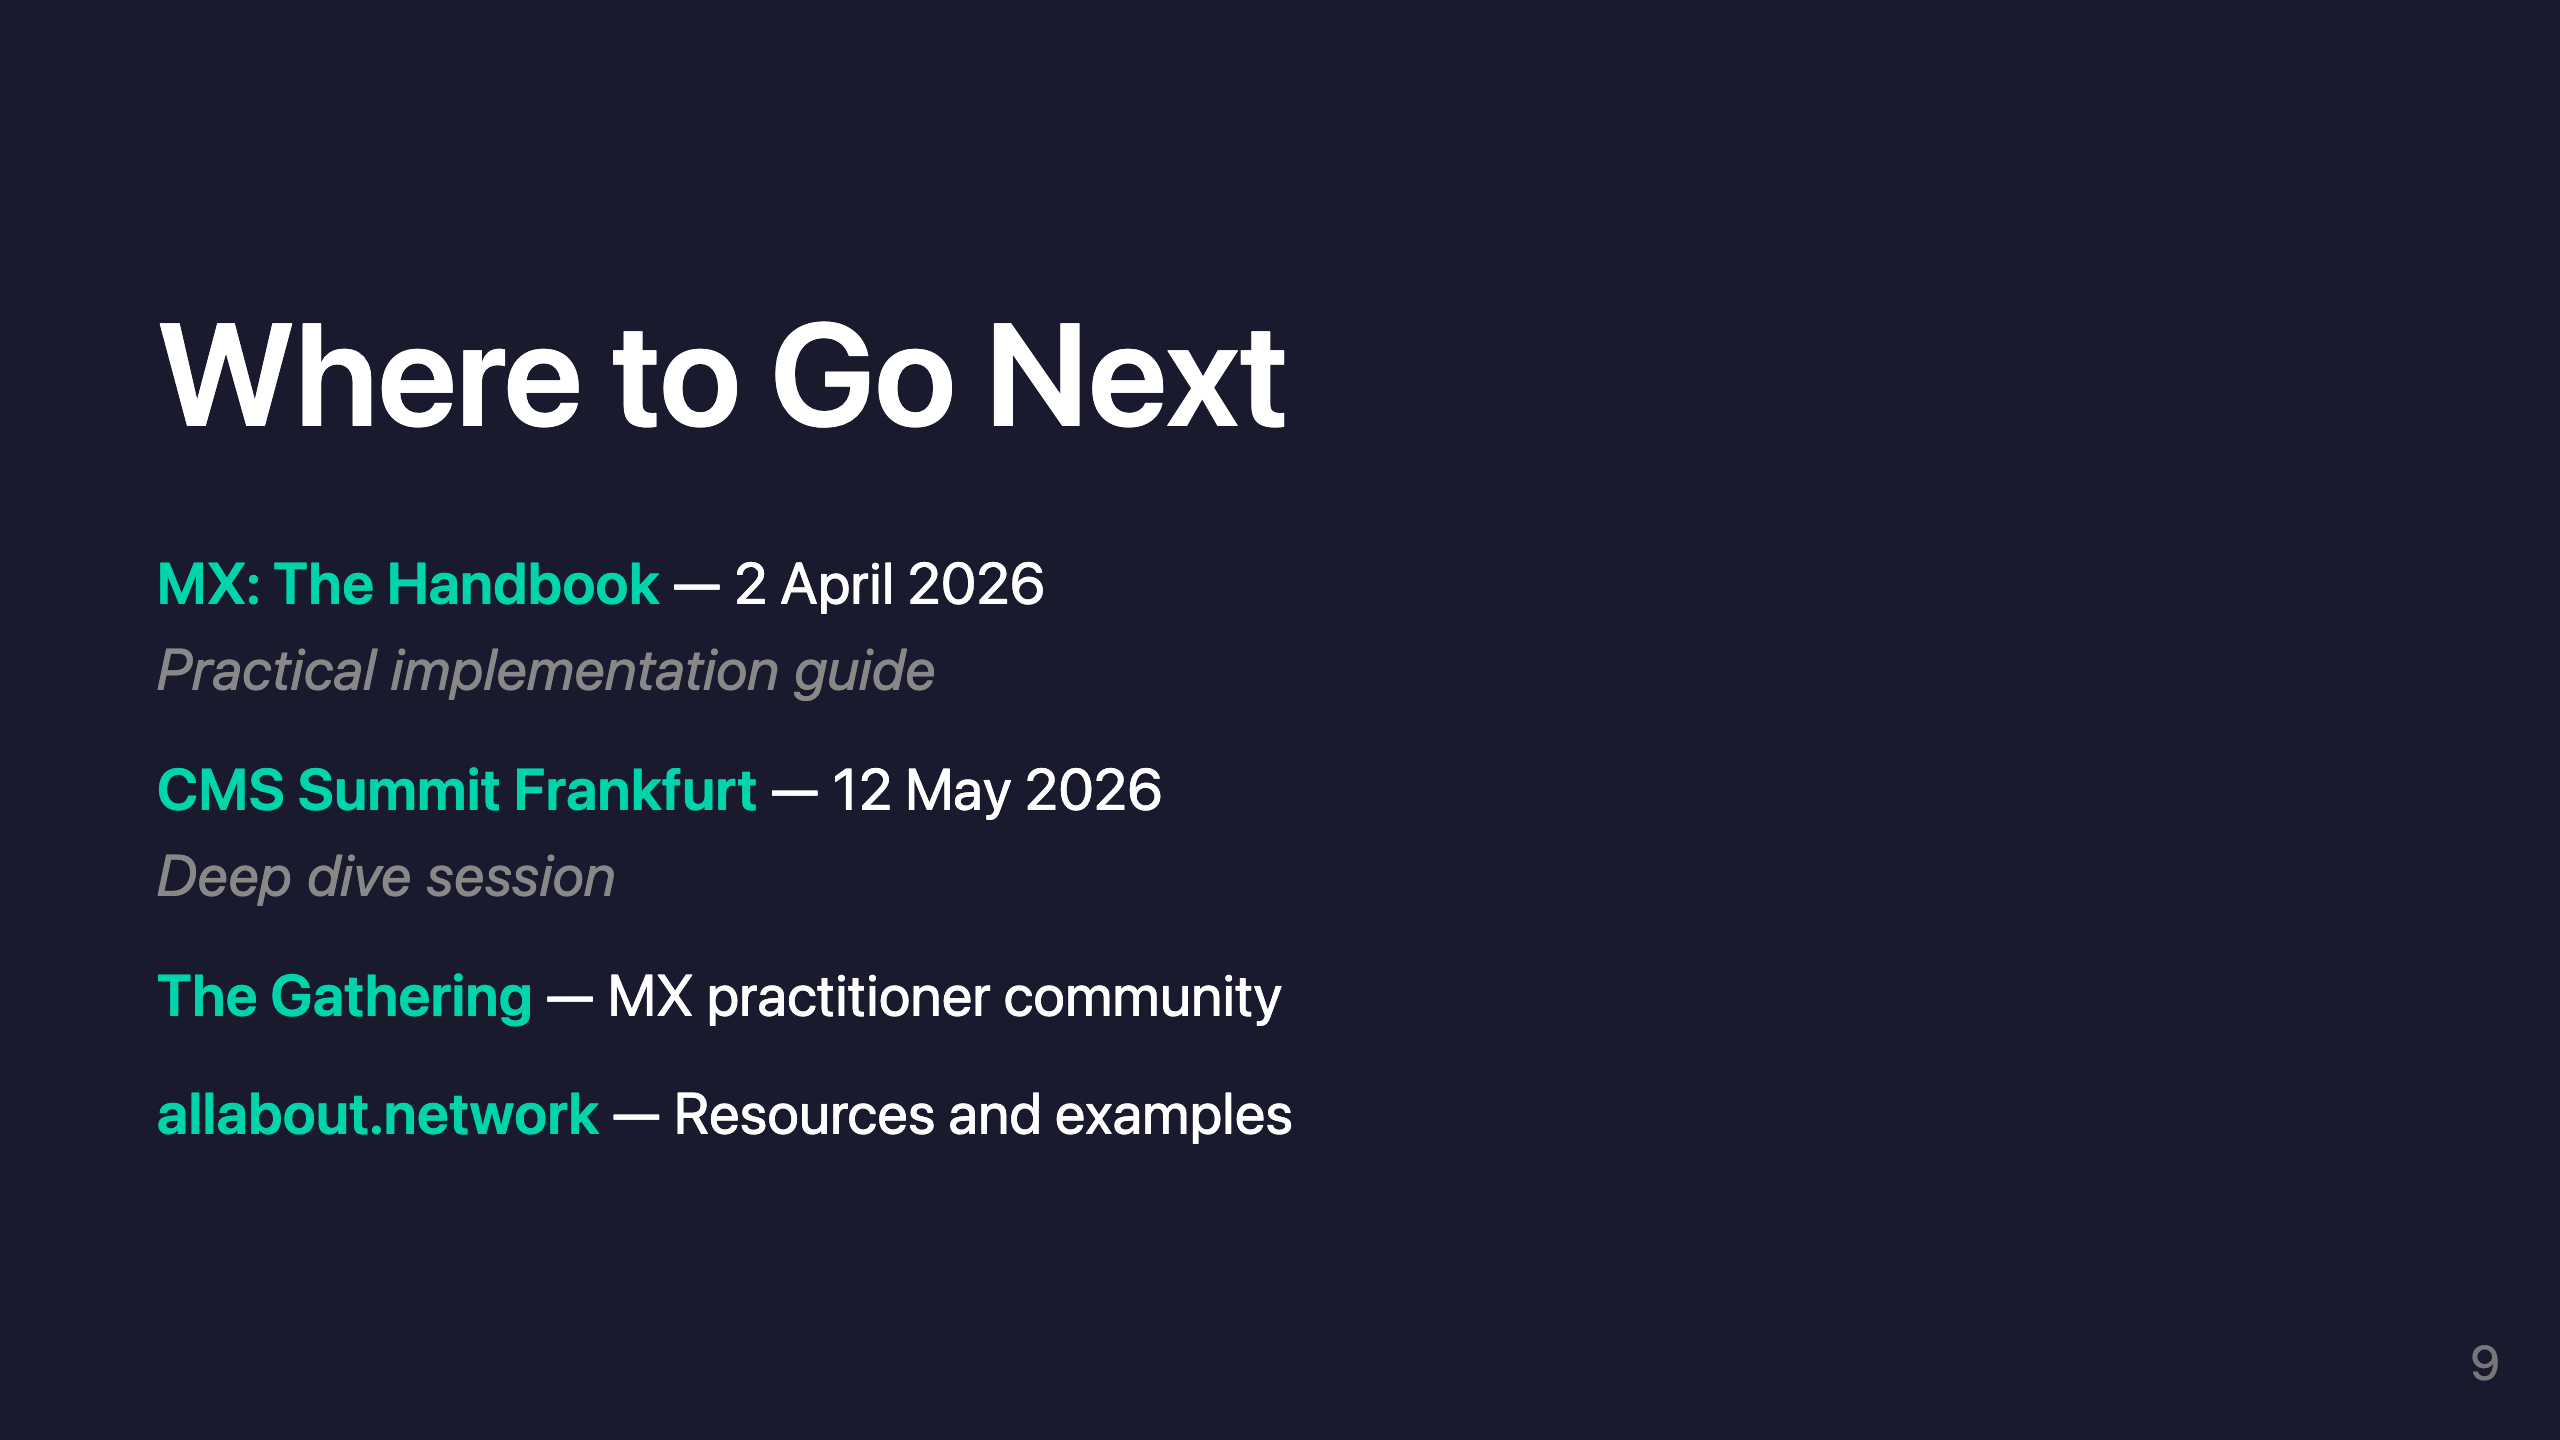 Where to Go Next
MX: The Handbook — 2 April 2026
Practical implementation guide
CMS Summit Frankfurt — 12 May 2026
Deep dive session
The Gathering — MX practitioner community
allabout.network — Resources and examples
9